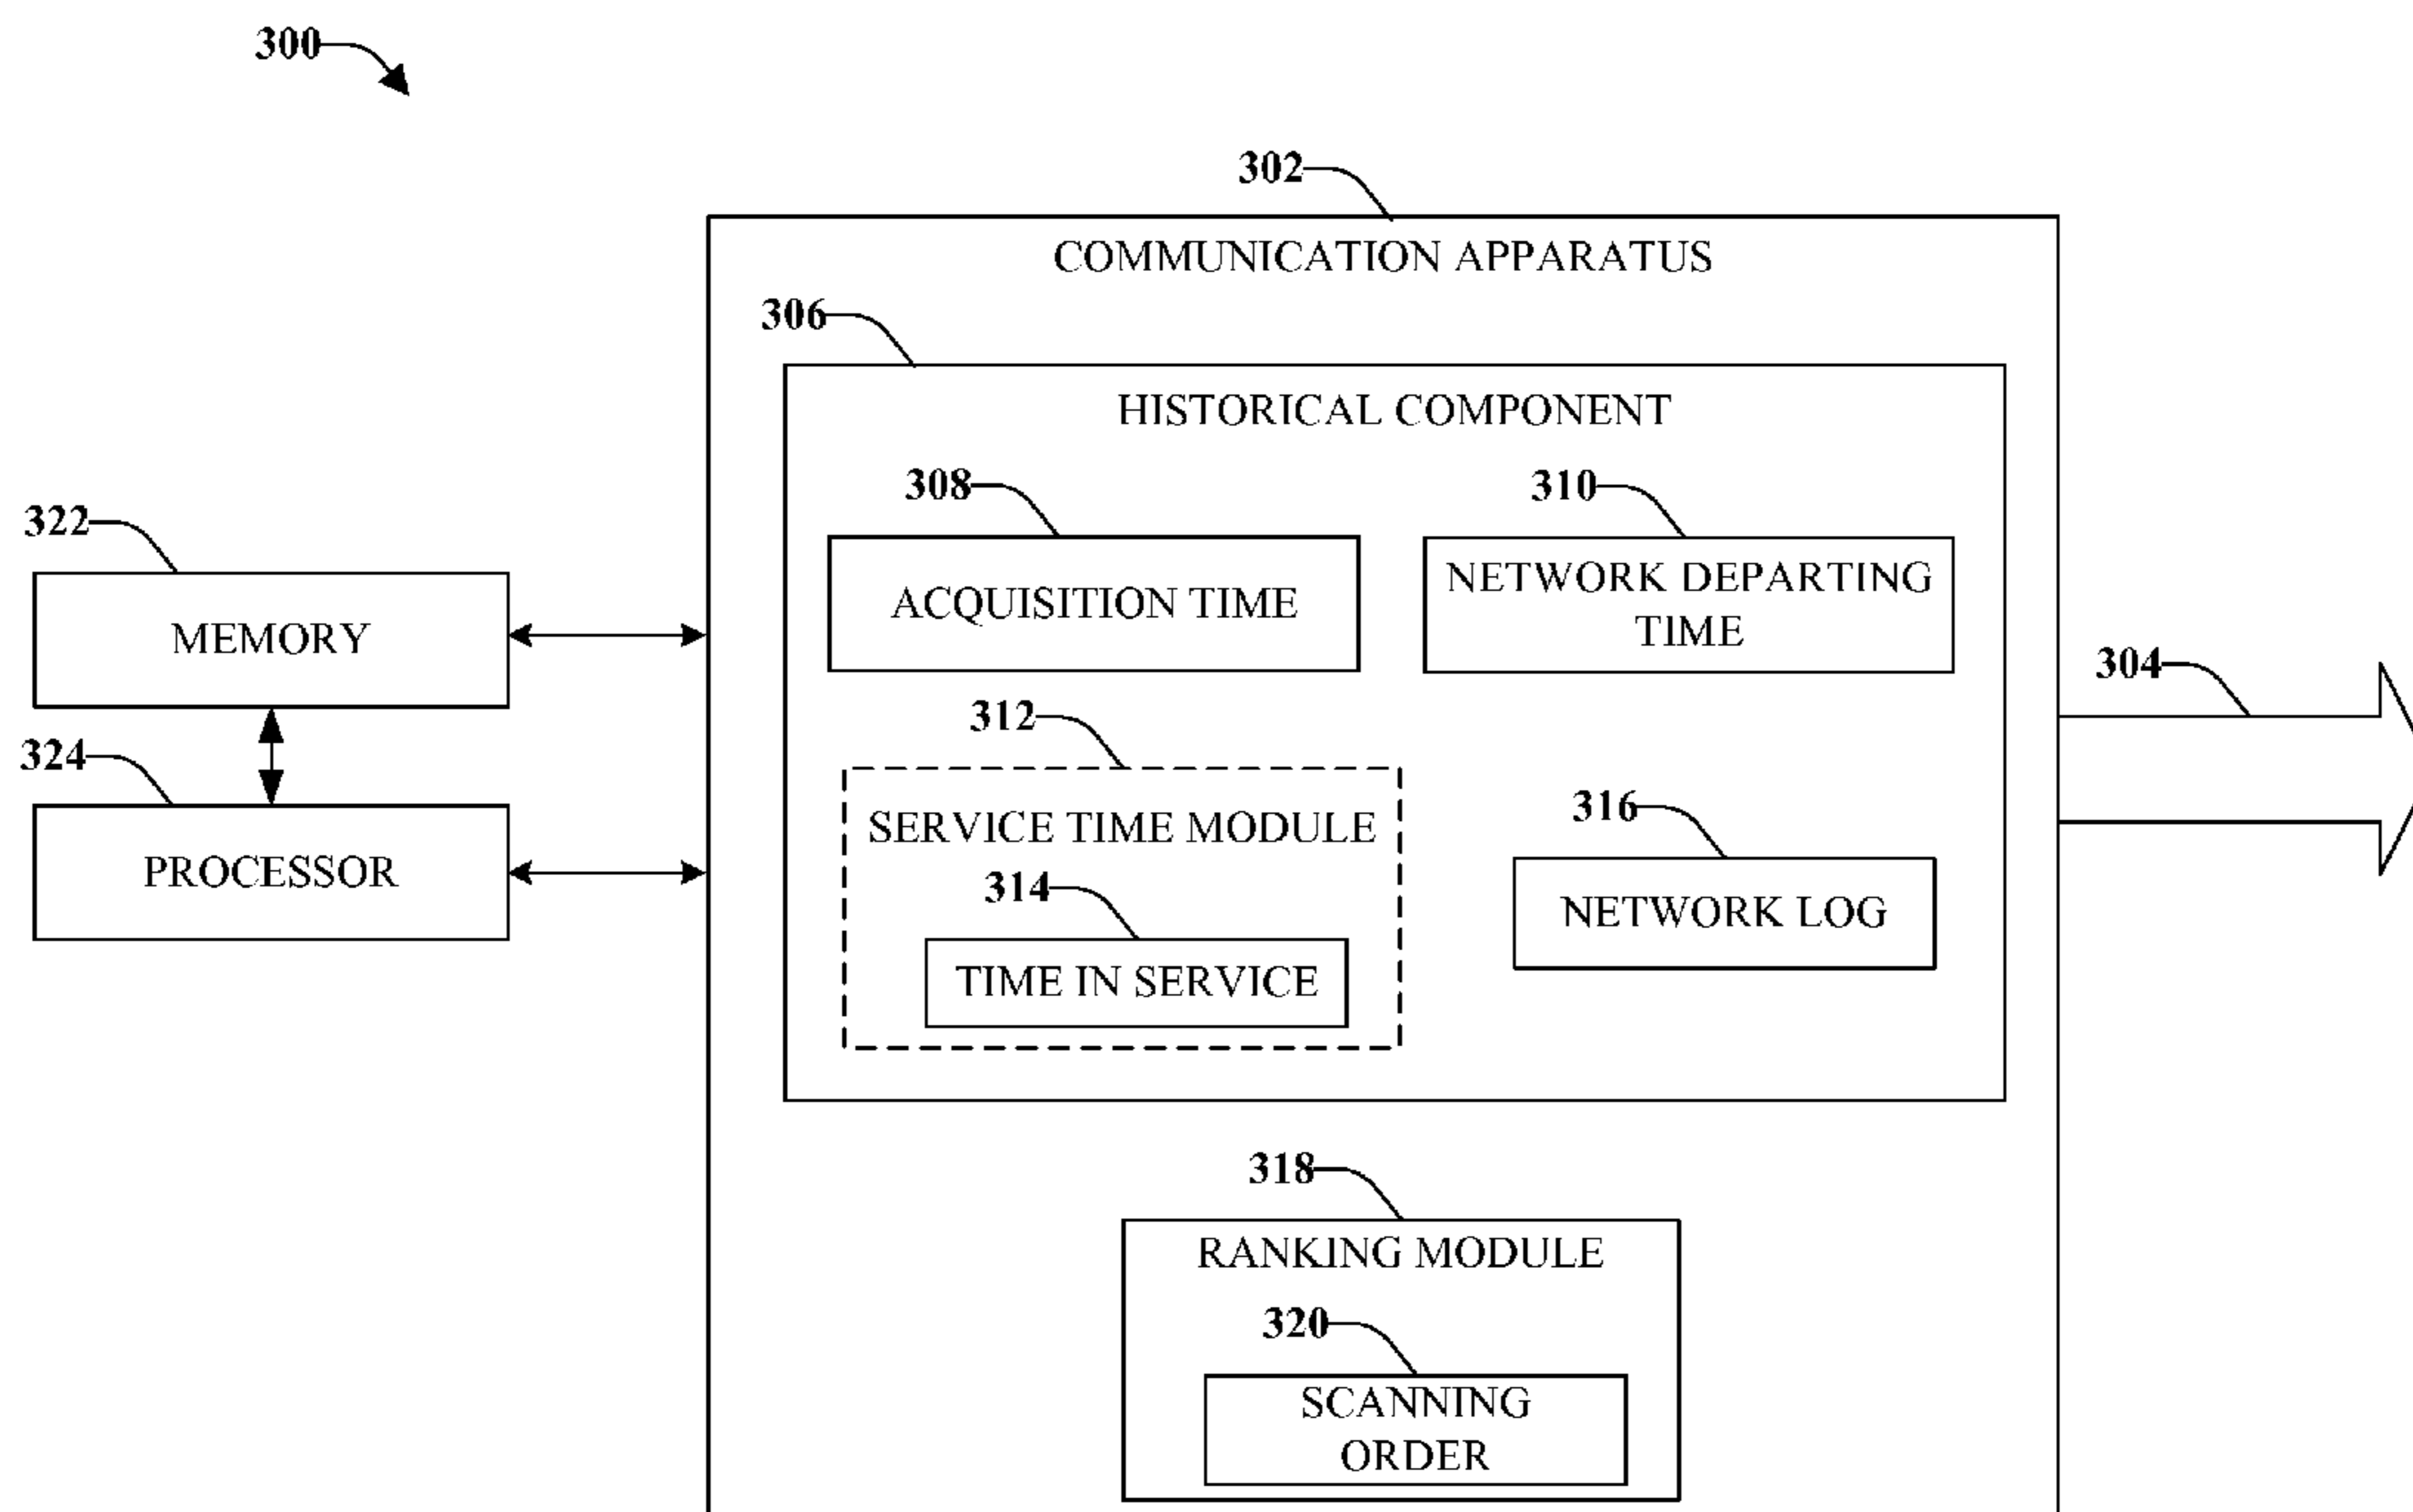 300
302
COMMUNICATION APPARATUS
306
HISTORICAL COMPONENT
308
310
322
ACQUISITION TIME
NETWORK DEPARTING
TIME
MEMORY
304
312
324
SERVICE TIME MODULE
316
PROCESSOR
314
NETWORK LOG
TIME IN SERVICE
318
RANKING MODULE
320
SCANNING
ORDER